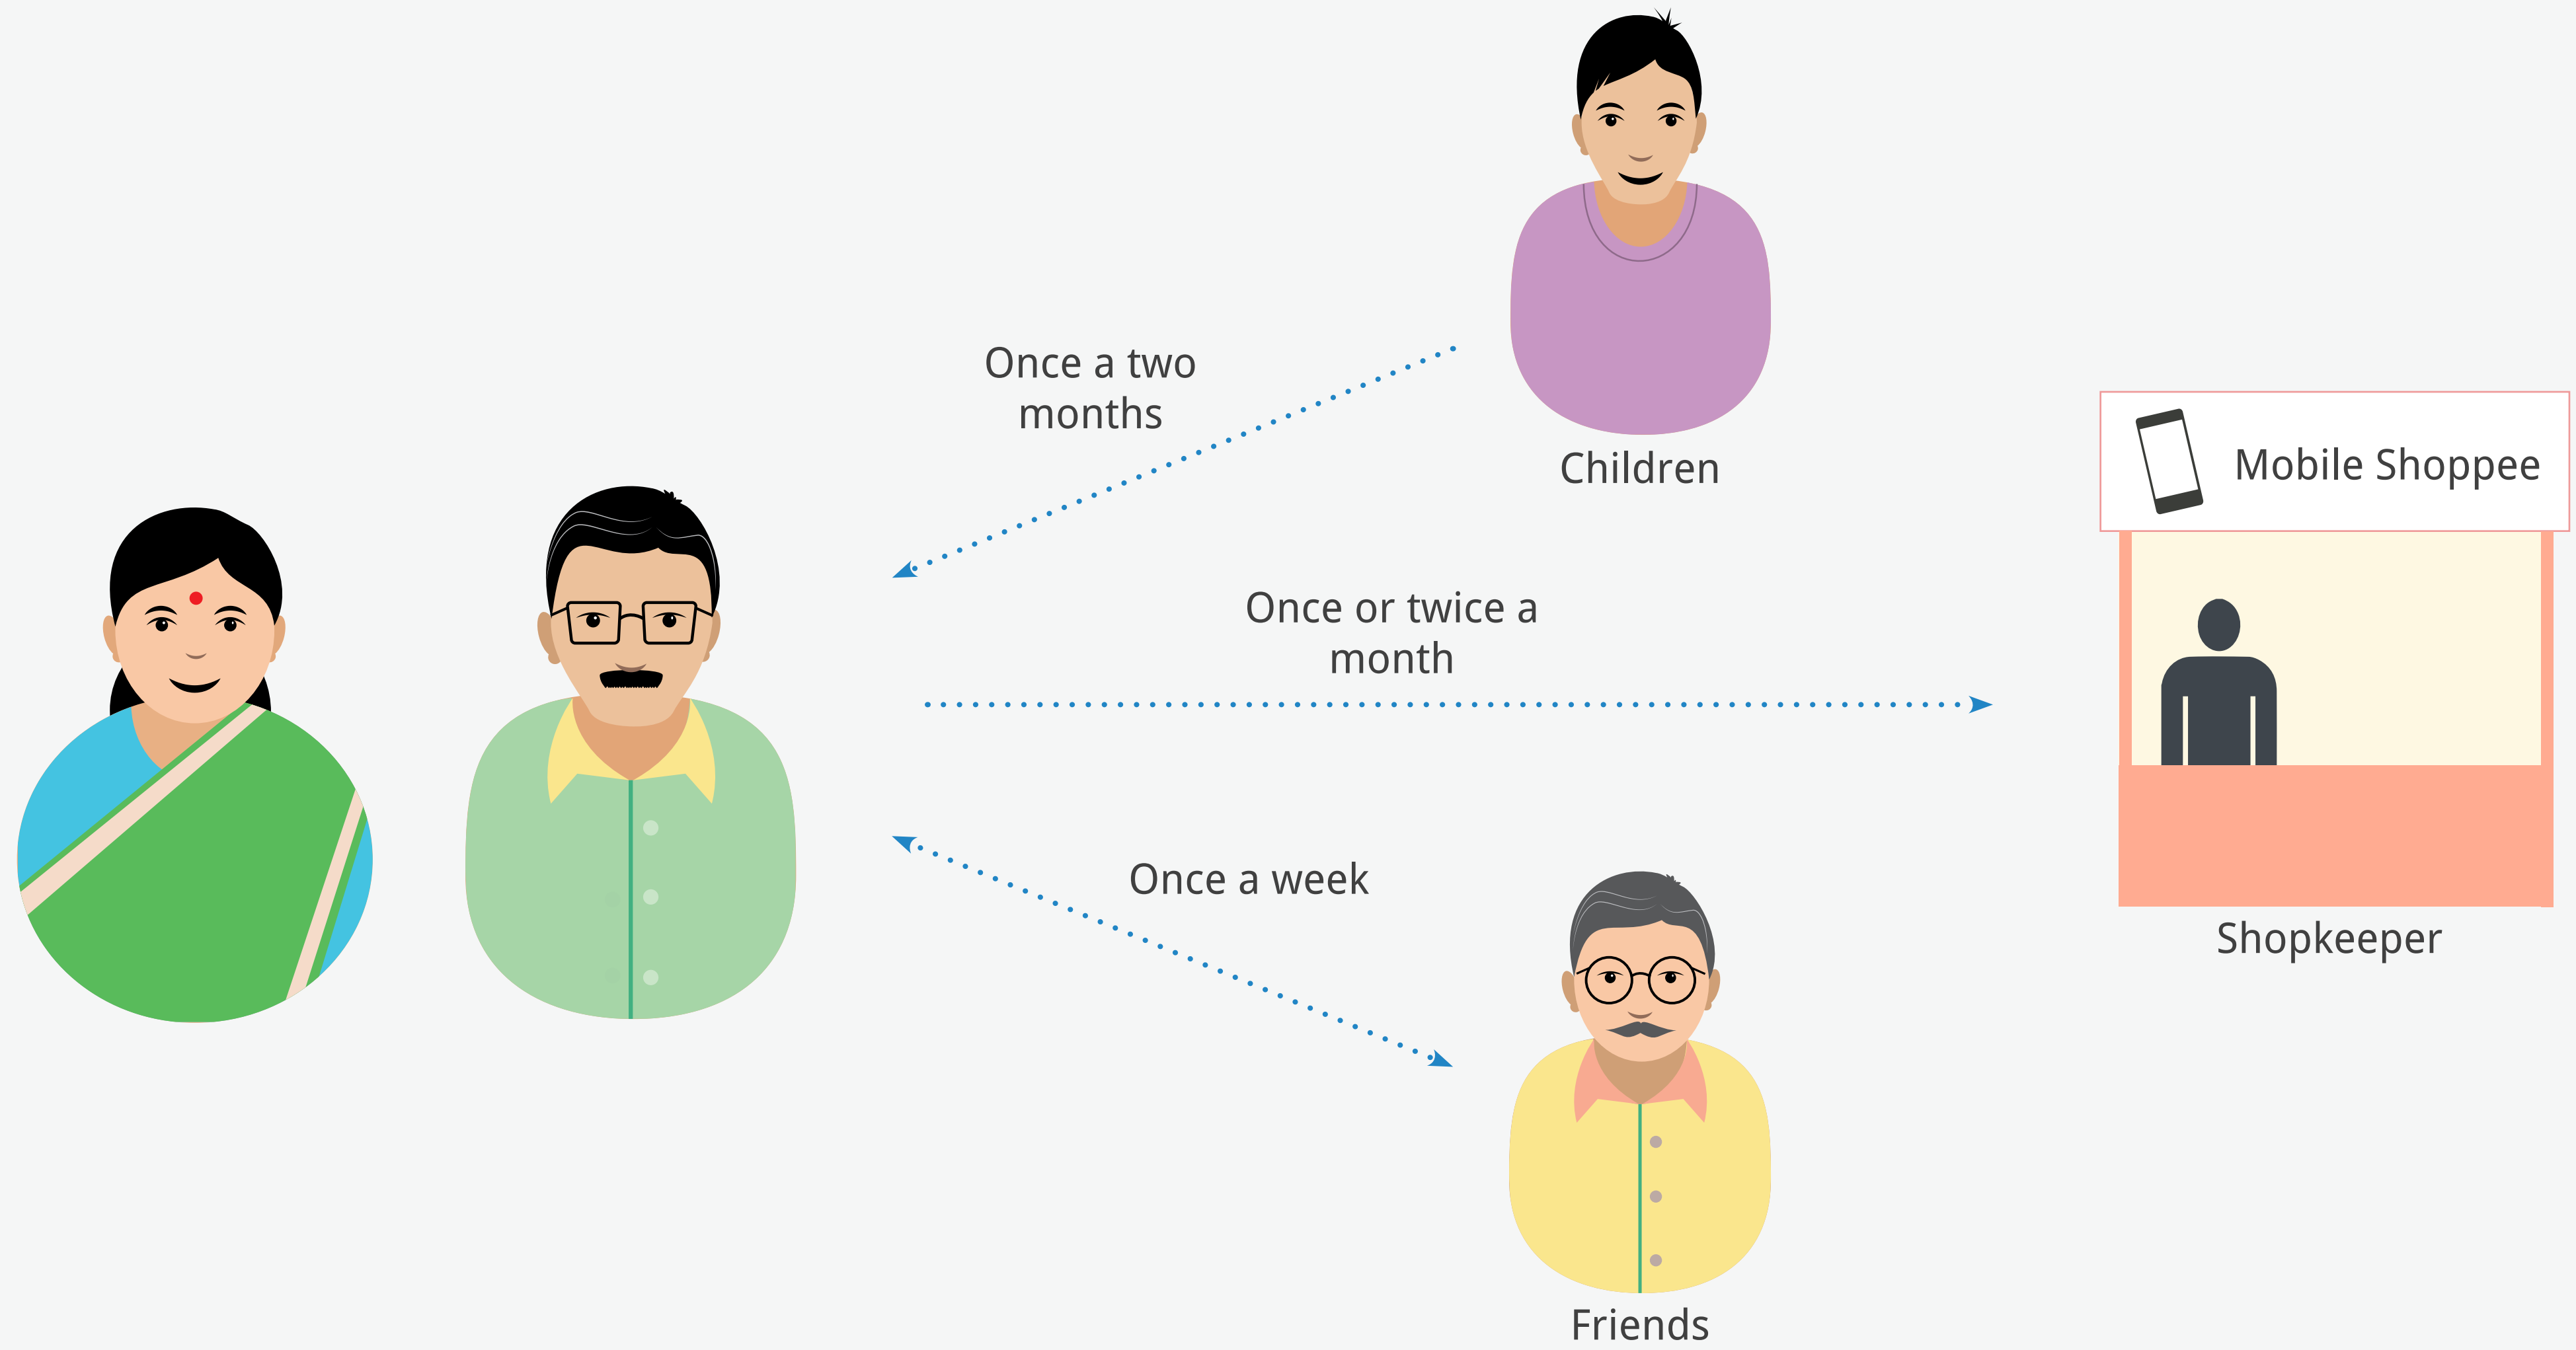 Once a two
months
Children
Mobile Shoppee
Once or twice a
month
Once a week
Shopkeeper
Friends